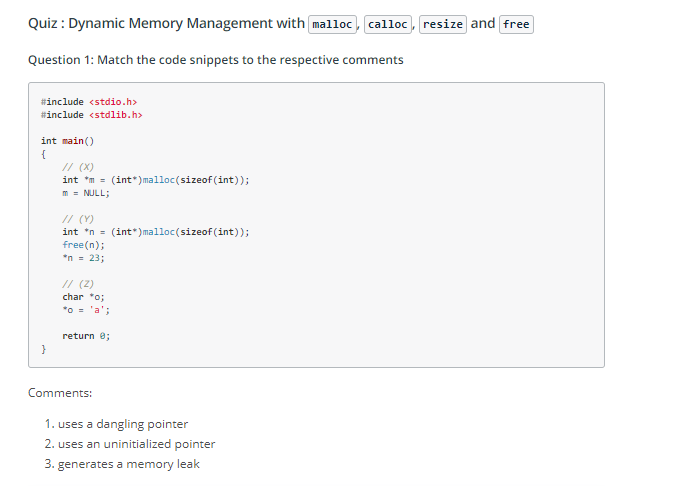 Quiz : Dynamic Memory Management with malloc, calloc, resize and free
Question 1: Match the code snippets to the respective comments
#include <stdio.h>
#include <stdlib.h>
int main()
{
// (X)
int *m = (int*)malloc(sizeof(int));
m = NULL;
// (Y)
int *n = (int*)malloc(sizeof(int));
free(n);
*n = 23;
// (Z)
char *o;
*o = 'a';
return 0;
}
Comments:
1. uses a dangling pointer
2. uses an uninitialized pointer
3. generates a memory leak